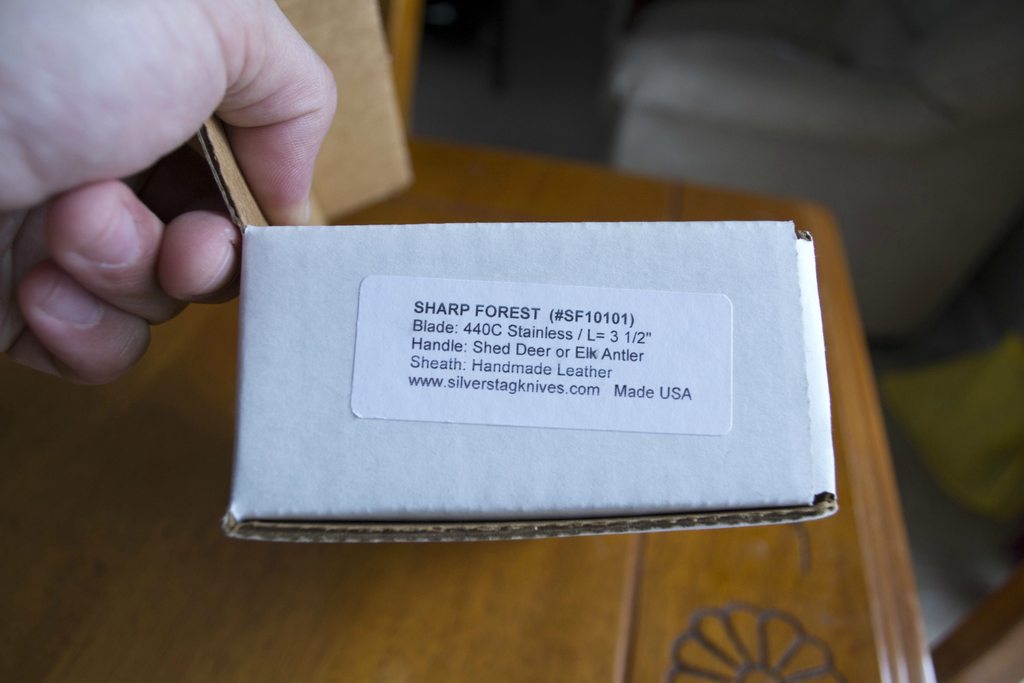 SHARP FOREST (#SF10101)
Blade: 440C Stainless / L= 3 1/2"
Handle: Shed Deer or Elk Antler
Sheath: Handmade Leather
www.silverstagknives.com Made USA